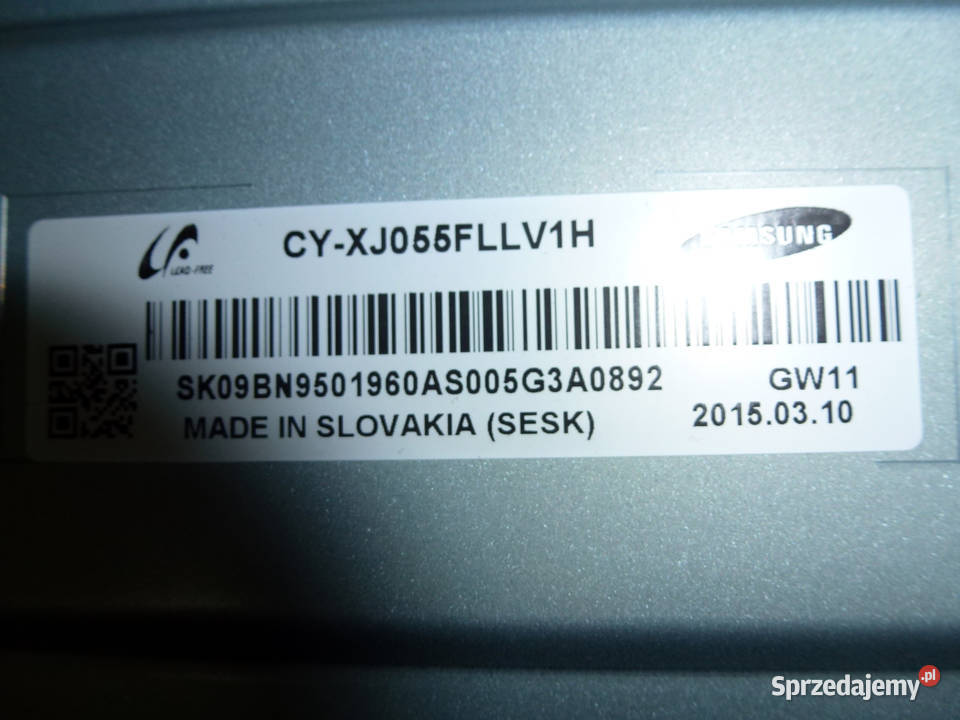 LEAD-FREE
CY-XJ055FLLV1H
SAMSUNG
SK09BN9501960AS005G3A0892
GW11
MADE IN SLOVAKIA (SESK)
2015.03.10
Sprzedajemy.pl